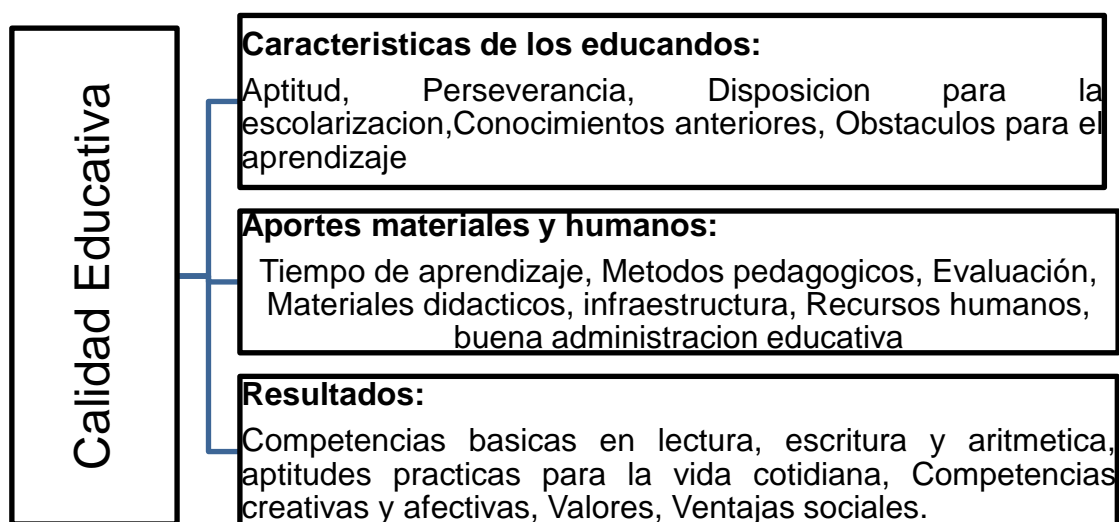 Calidad Educativa
Caracteristicas de los educandos:
Aptitud, Perseverancia, Disposicion para la
escolarizacion,Conocimientos anteriores, Obstaculos para el
aprendizaje
Aportes materiales y humanos:
Tiempo de aprendizaje, Metodos pedagogicos, Evaluación,
Materiales didacticos, infraestructura, Recursos humanos,
buena administracion educativa
Resultados:
Competencias basicas en lectura, escritura y aritmetica,
aptitudes practicas para la vida cotidiana, Competencias
creativas y afectivas, Valores, Ventajas sociales.